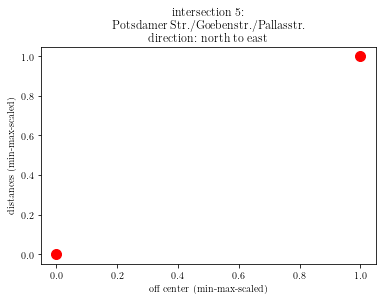 intersection 5:
Potsdamer Str./Gœbenstr./Pallasstr.
direction: north to east
distances (min-max-scaled)
1.0
0.8
0.6
0.4
0.2
0.0
0.0 0.2 0.4 0.6 0.8 1.0
off center (min-max-scaled)